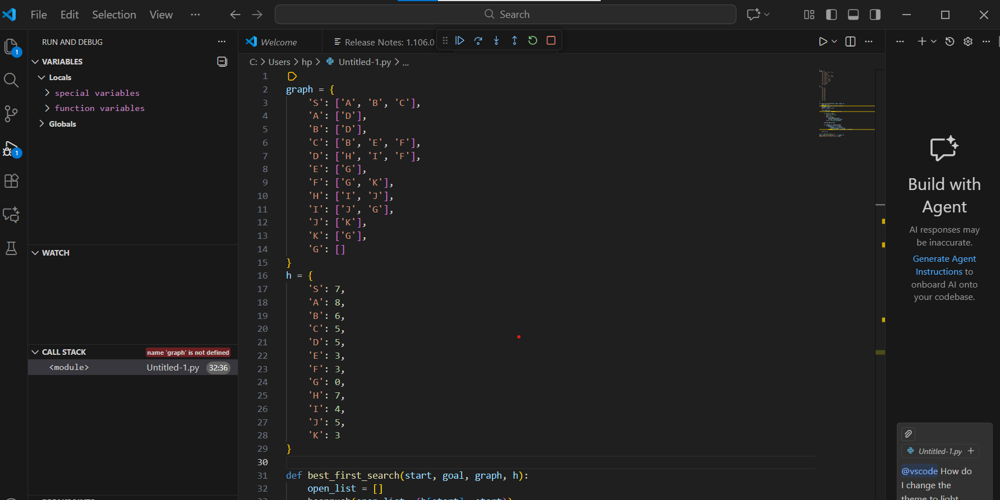 File Edit Selection View ···
Search
RUN AND DEBUG ···
VARIABLES
Locals
special variables
function variables
Globals
WATCH
CALL STACK name 'graph' is not defined
<module> Untitled-1.py 32:36
1
1
Welcome
Release Notes: 1.106.0
C: > Users > hp > Untitled-1.py > ...
1
2 graph = {
3 'S': ['A', 'B', 'C'],
4 'A': ['D'],
5 'B': ['D'],
6 'C': ['B', 'E', 'F'],
7 'D': ['H', 'I', 'F'],
8 'E': ['G'],
9 'F': ['G', 'K'],
10 'H': ['I', 'J'],
11 'I': ['J', 'G'],
12 'J': ['K'],
13 'K': ['G'],
14 'G': []
15 }
16 h = {
17 'S': 7,
18 'A': 8,
19 'B': 6,
20 'C': 5,
21 'D': 5,
22 'E': 3,
23 'F': 3,
24 'G': 0,
25 'H': 7,
26 'I': 4,
27 'J': 5,
28 'K': 3
29 }
30
31 def best_first_search(start, goal, graph, h):
32 open_list = []
Build with
Agent
AI responses may
be inaccurate.
Generate Agent
Instructions to
onboard AI onto
your codebase.
Untitled-1.py +
@vscode How do
I change the
theme to light